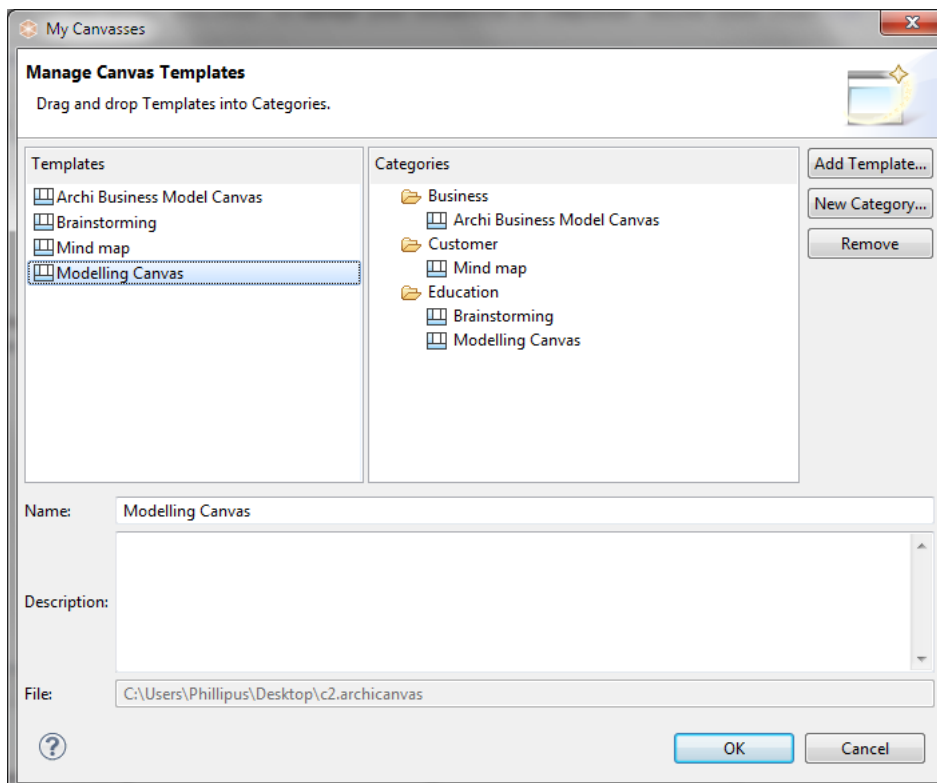 My Canvasses
Manage Canvas Templates
Drag and drop Templates into Categories.
Templates
Archi Business Model Canvas
Brainstorming
Mind map
Modelling Canvas
Categories
Business
Archi Business Model Canvas
Customer
Mind map
Education
Brainstorming
Modelling Canvas
Add Template...
New Category...
Remove
Name: Modelling Canvas
Description:
File: C:\Users\Phillipus\Desktop\c2.archicanvas
?
OK Cancel